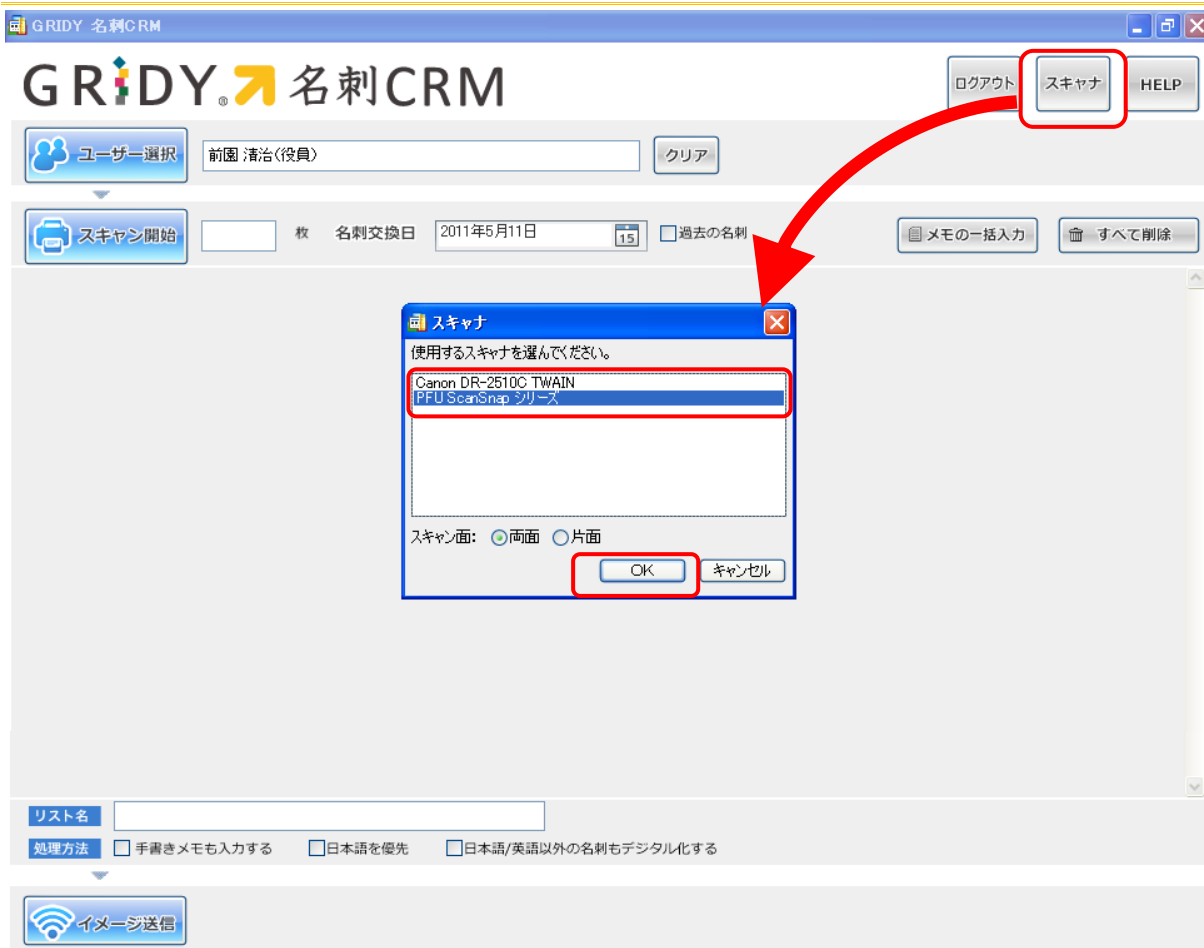 GRIDY 名刺CRM
GRiDY® 名刺CRM
ログアウト
スキャナ
HELP
ユーザー選択
前園 清治(役員)
クリア
スキャン開始
枚
名刺交換日
2011年5月11日
15
過去の名刺
メモの一括入力
すべて削除
スキャナ
使用するスキャナを選んでください。
Canon DR-2510C TWAIN
PFU ScanSnap シリーズ
スキャン面: 両面 片面
OK
キャンセル
リスト名
処理方法
手書きメモも入力する
日本語を優先
日本語/英語以外の名刺もデジタル化する
イメージ送信